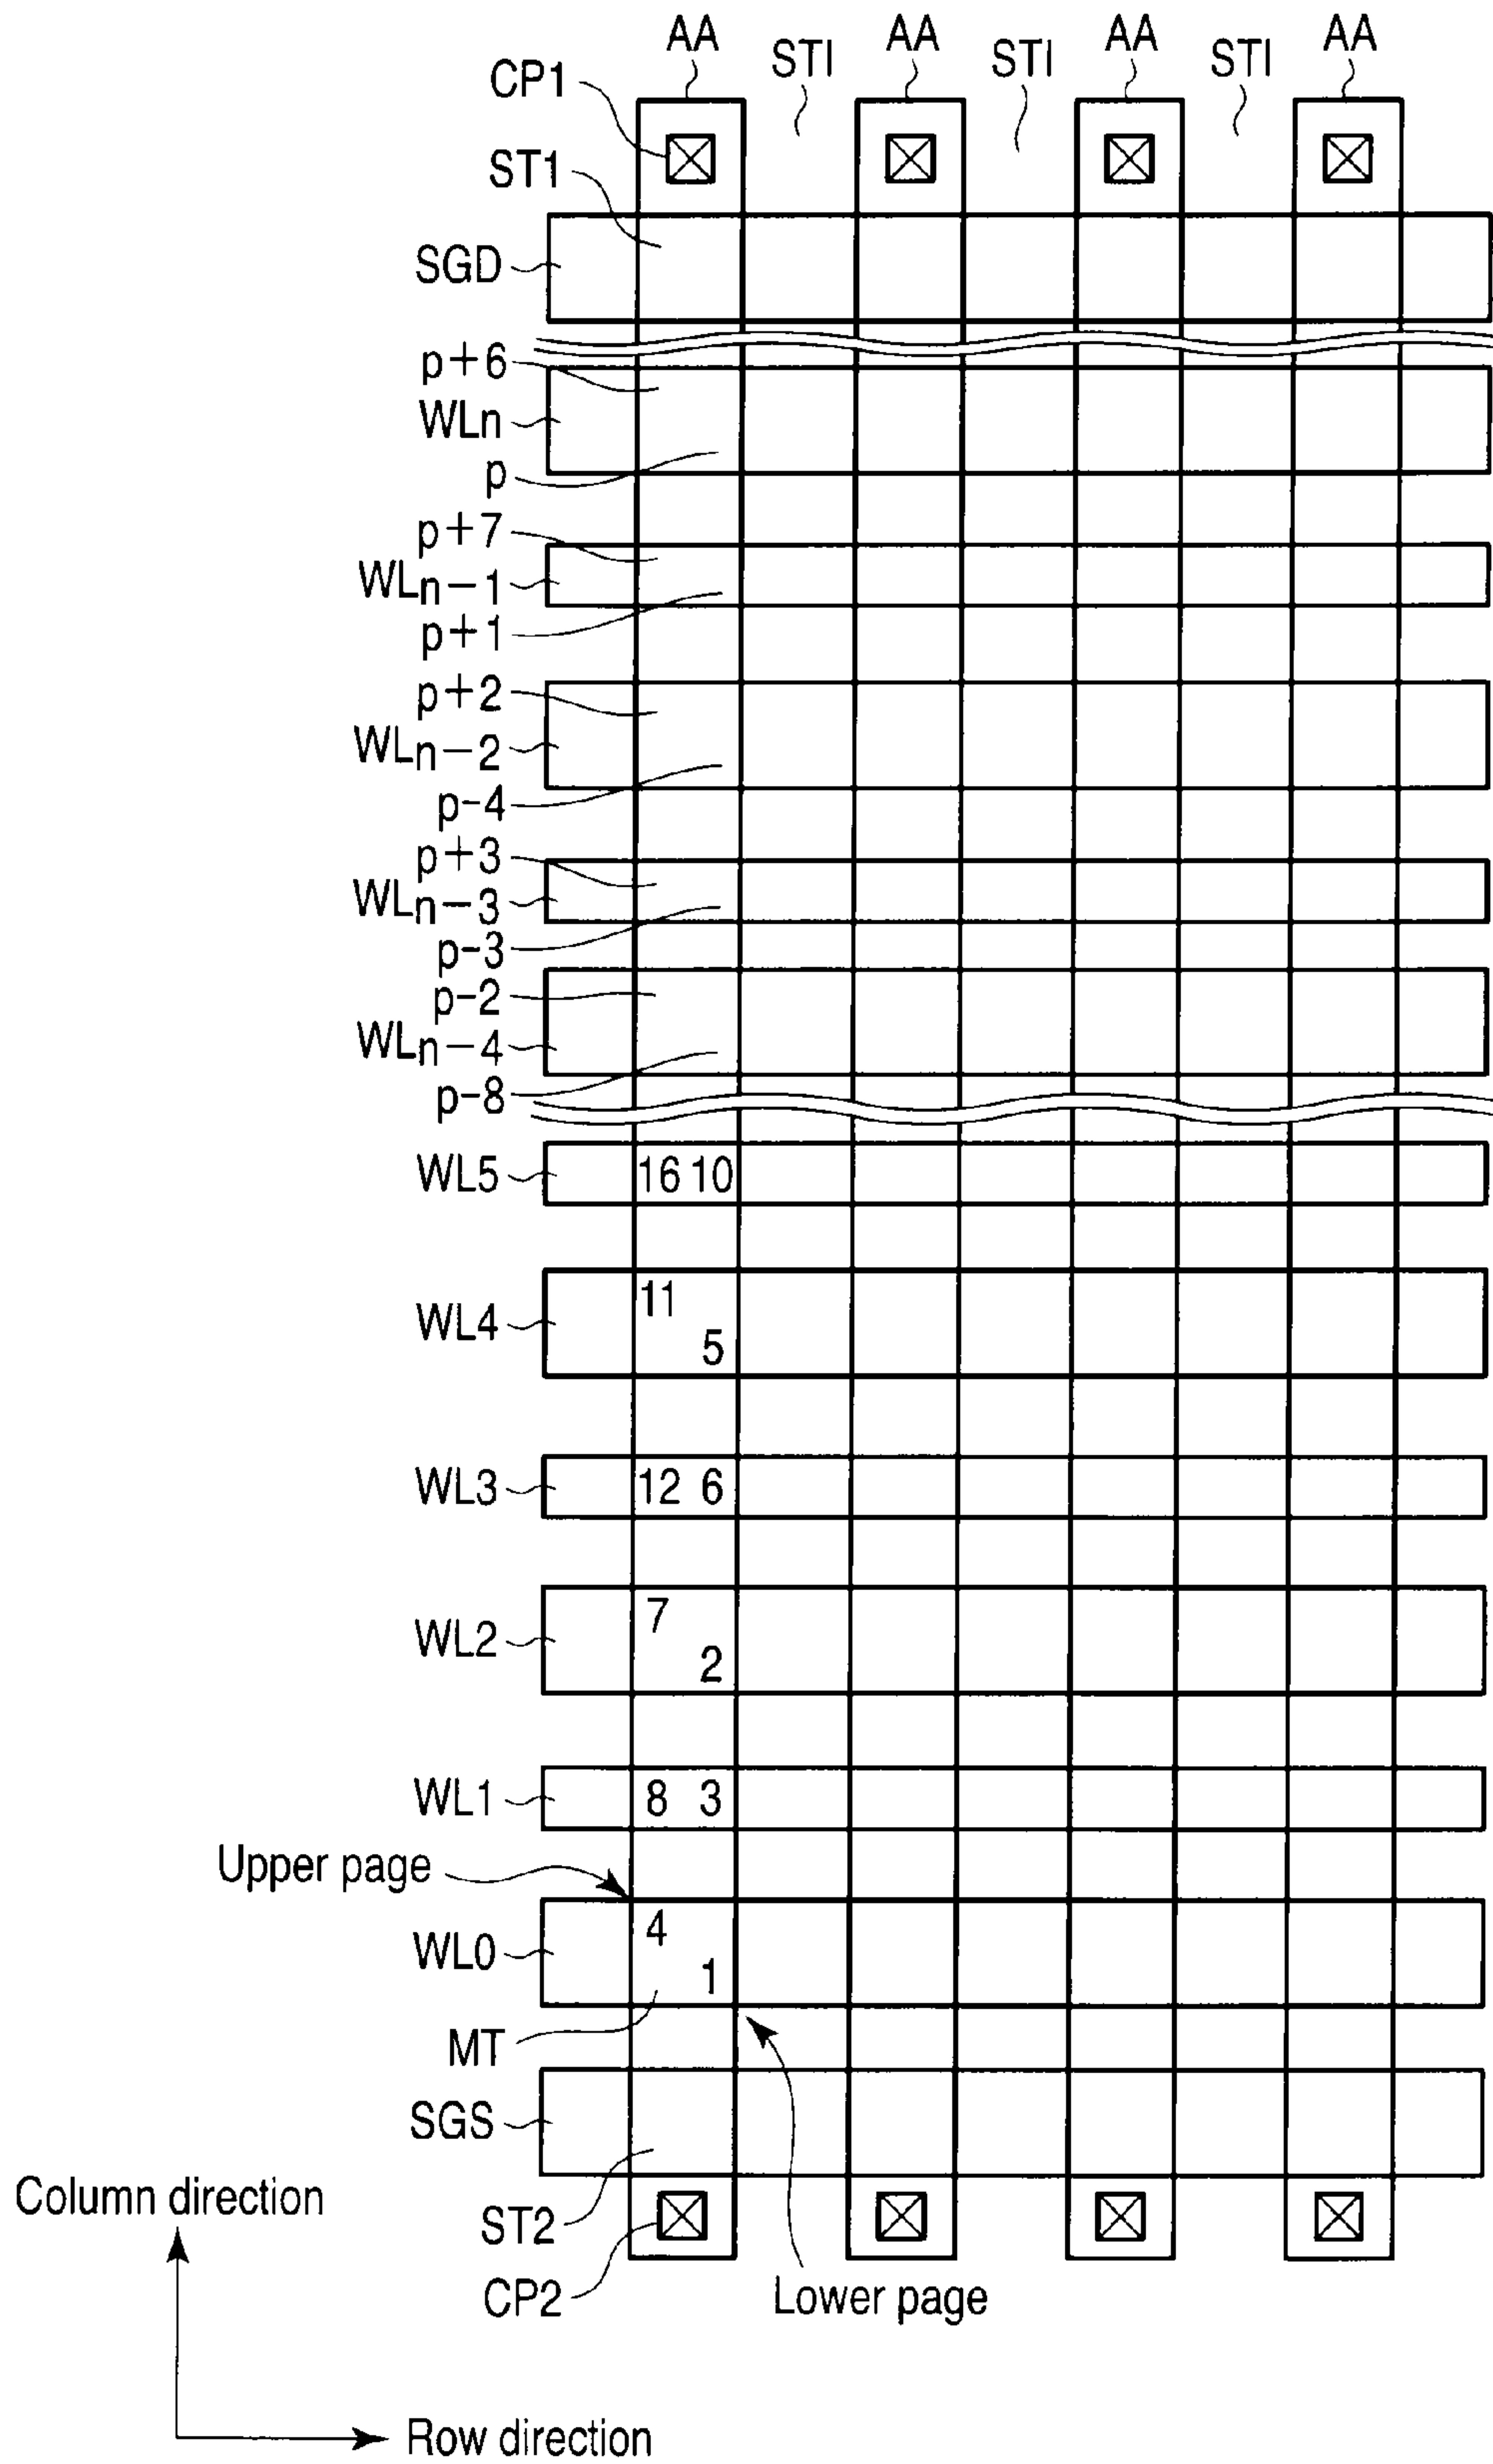 AA
STI
AA
STI
AA
STI
AA
CP1
ST1
SGD
p+6
WLn
p
p+7
WLn-1
p+1
p+2
WLn-2
p-4
p+3
WLn-3
p-3
p-2
WLn-4
p-8
WL5
16 10
WL4
11
5
WL3
12 6
WL2
7
2
WL1
8 3
Upper page
WL0
4
1
MT
SGS
ST2
CP2
Lower page
Column direction
Row direction